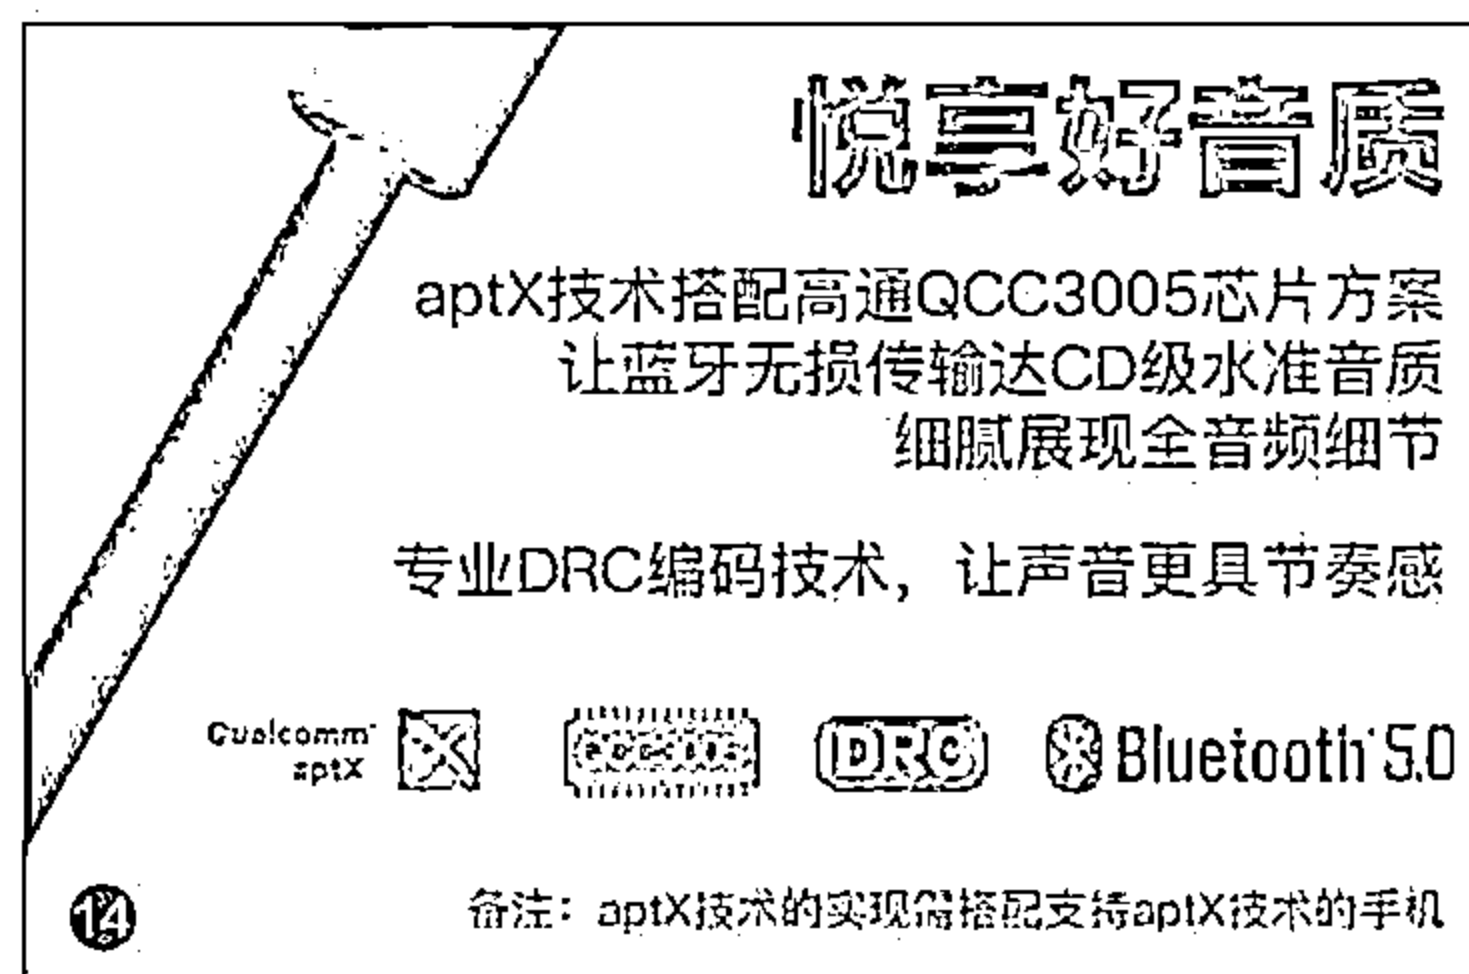 悦享好音质
aptX技术搭配高通QCC3005芯片方案
让蓝牙无损传输达CD级水准音质
细腻展现全音频细节
专业DRC编码技术，让声音更具节奏感
Qualcomm
aptX
DRC
Bluetooth 5.0
14
备注：aptX技术的实现需搭配支持aptX技术的手机